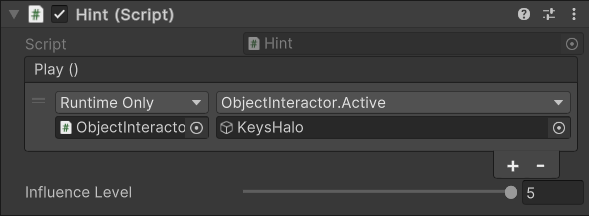 # Hint (Script)
Script # Hint
Play ()
Runtime Only ObjectInteractor.Active
# ObjectInteracto KeysHalo
+ -
Influence Level 5